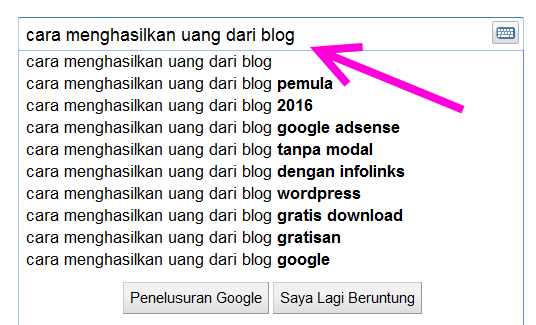 cara menghasilkan uang dari blog
cara menghasilkan uang dari blog
cara menghasilkan uang dari blog pemula
cara menghasilkan uang dari blog 2016
cara menghasilkan uang dari blog google adsense
cara menghasilkan uang dari blog tanpa modal
cara menghasilkan uang dari blog dengan infolinks
cara menghasilkan uang dari blog wordpress
cara menghasilkan uang dari blog gratis download
cara menghasilkan uang dari blog gratisan
cara menghasilkan uang dari blog google
Penelusuran Google Saya Lagi Beruntung